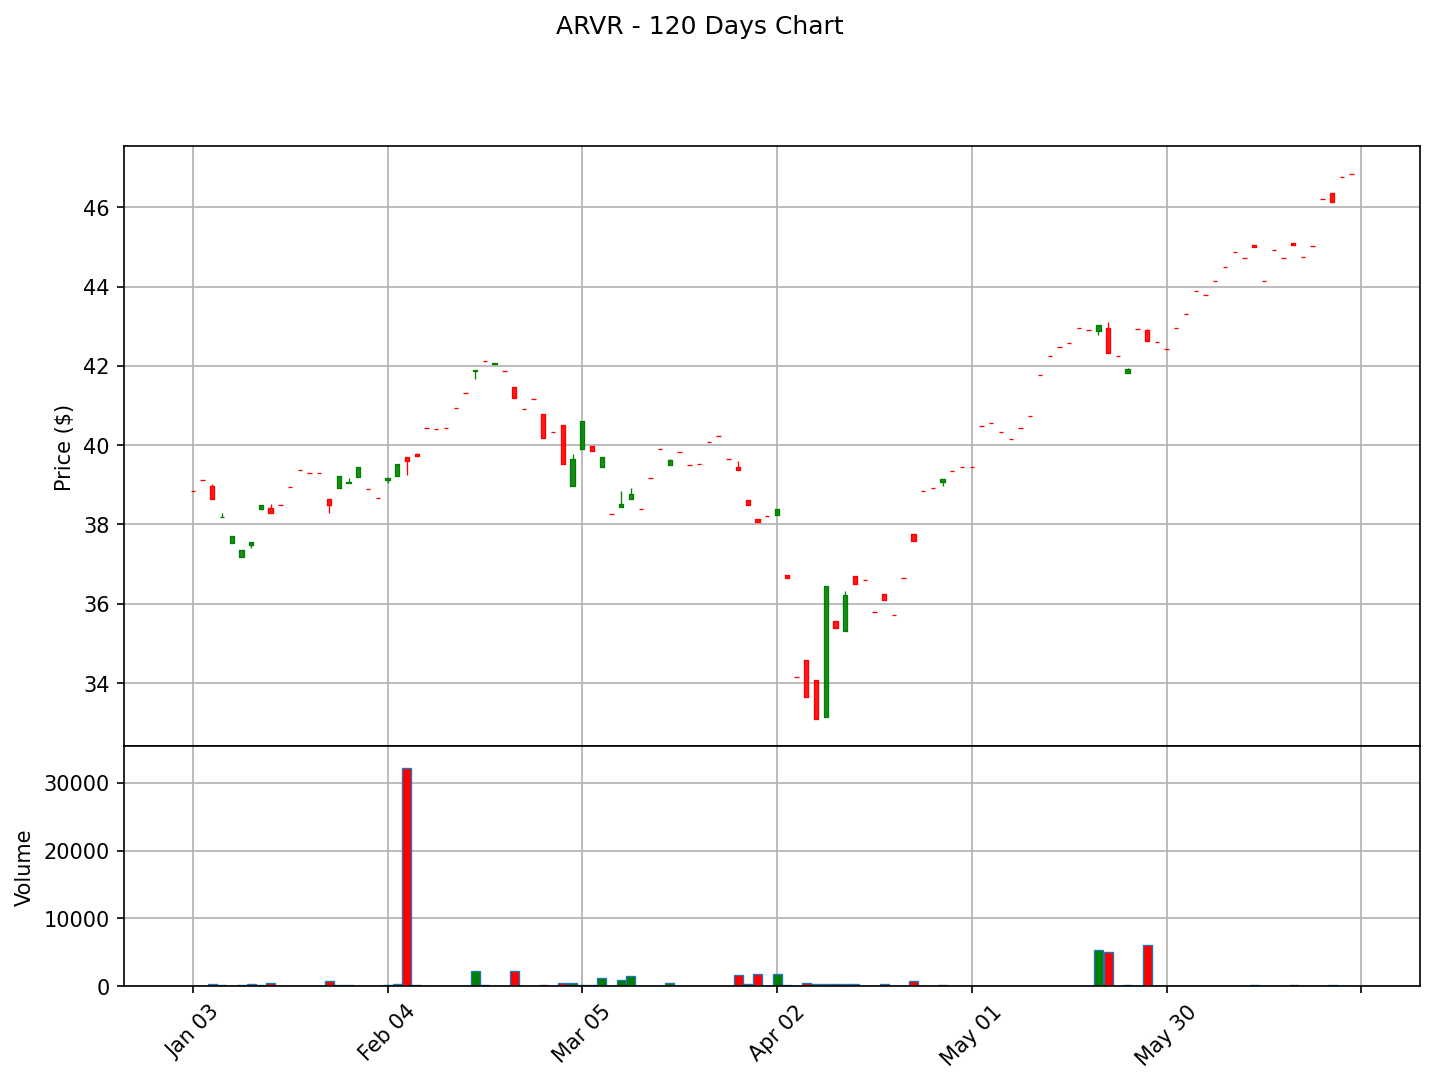 ARVR - 120 Days Chart
Price ($)
46
44
42
40
38
36
34
Volume
30000
20000
10000
0
Jan 03
Feb 04
Mar 05
Apr 02
May 01
May 30